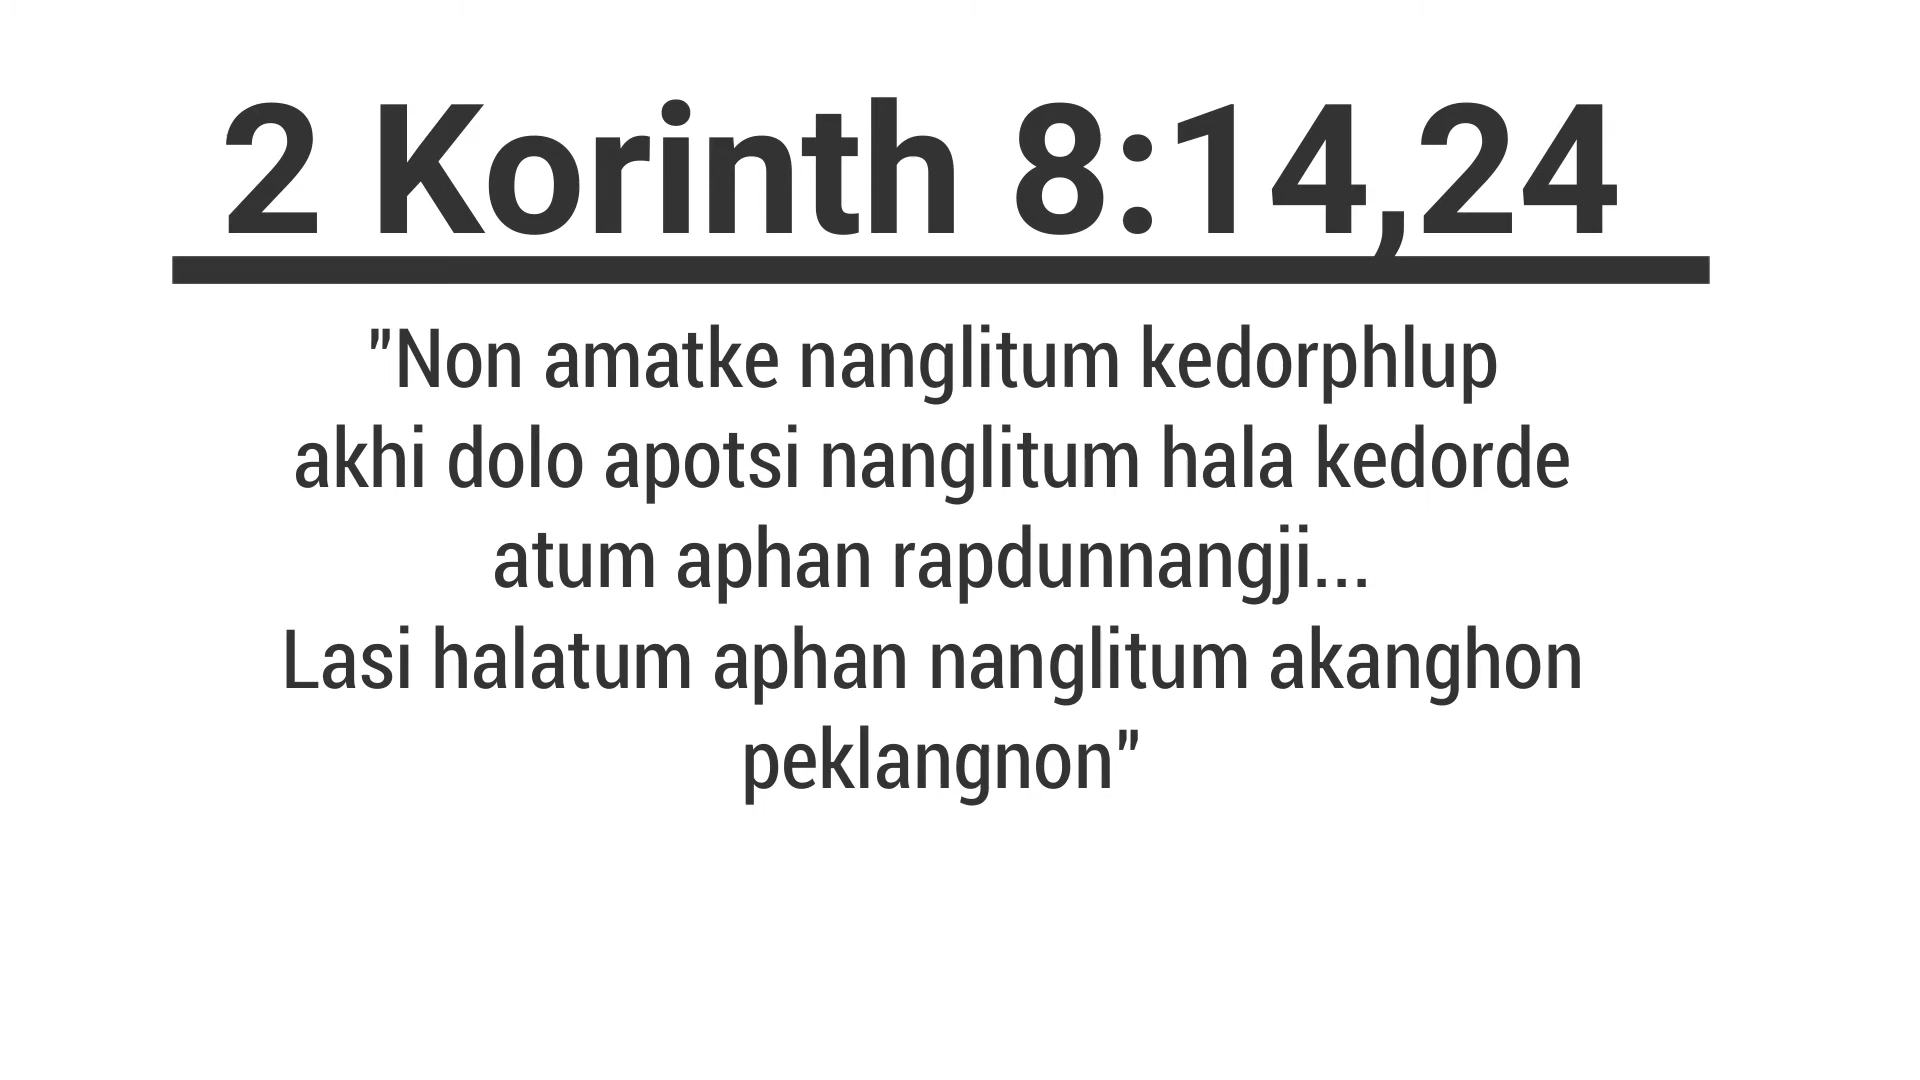 2 Korinth 8:14,24
"Non amatke nanglitum kedorphlup
akhi dolo apotsi nanglitum hala kedorde
atum aphan rapdunnangji...
Lasi halatum aphan nanglitum akanghon
peklangnon"